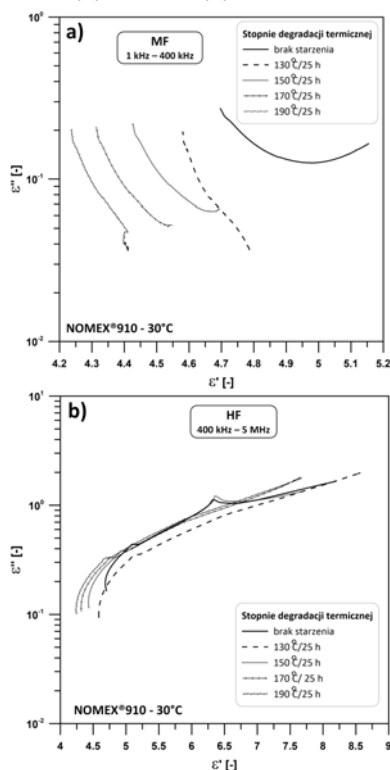 a)
MF
1 kHz – 400 kHz
Stopnie degradacji termicznej
brak starzenia
130°C/25 h
150°C/25 h
170°C/25 h
190°C/25 h
10⁰
10⁻¹
10⁻²
ε'' [-]
NOMEX®910 - 30°C
4.2 4.3 4.4 4.5 4.6 4.7 4.8 4.9 5 5.1 5.2
ε' [-]
b)
HF
400 kHz – 5 MHz
10¹
10⁰
10⁻¹
10⁻²
ε'' [-]
Stopnie degradacji termicznej
brak starzenia
130°C/25 h
150°C/25 h
170°C/ 25 h
190°C/25 h
NOMEX®910 - 30°C
4 4.5 5 5.5 6 6.5 7 7.5 8 8.5 9
ε' [-]